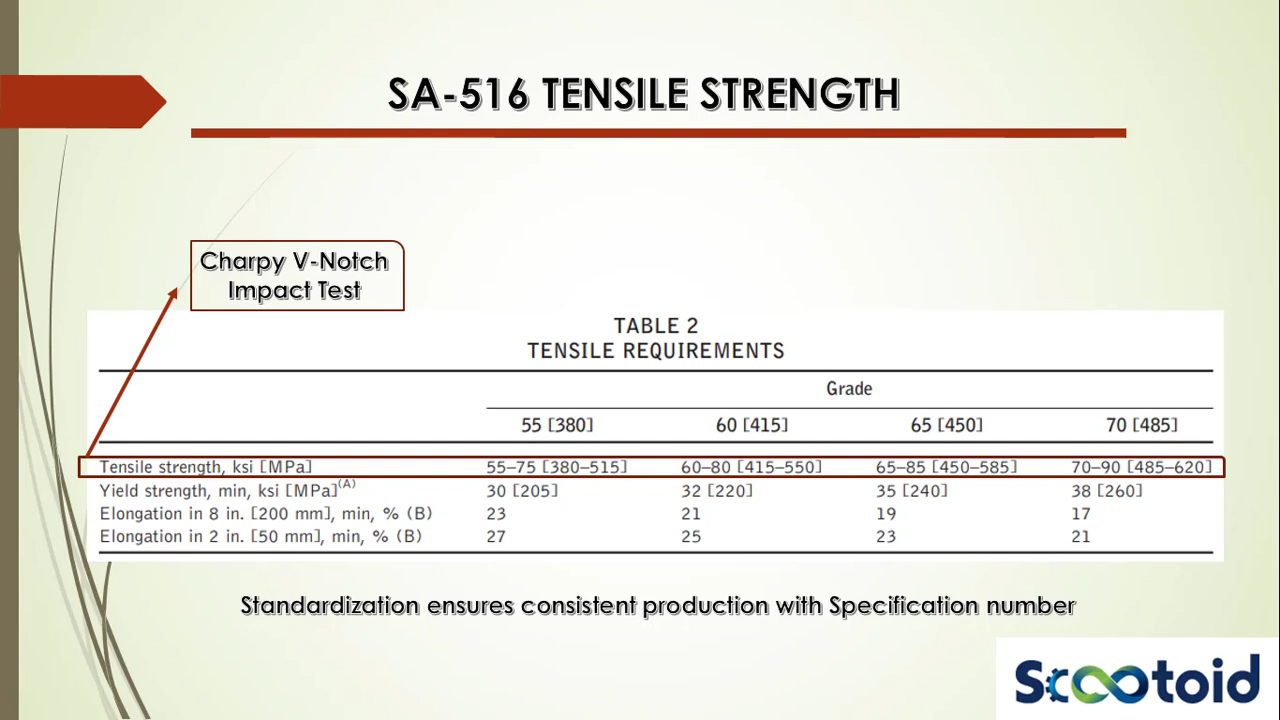 SA-516 TENSILE STRENGTH
Charpy V-Notch
Impact Test
TABLE 2
TENSILE REQUIREMENTS
Grade
55 [380] 60 [415] 65 [450] 70 [485]
Tensile strength, ksi [MPa] 55–75 [380–515] 60–80 [415–550] 65–85 [450–585] 70–90 [485–620]
Yield strength, min, ksi [MPa](A) 30 [205] 32 [220] 35 [240] 38 [260]
Elongation in 8 in. [200 mm], min, % (B) 23 21 19 17
Elongation in 2 in. [50 mm], min, % (B) 27 25 23 21
Standardization ensures consistent production with Specification number
Scootoid